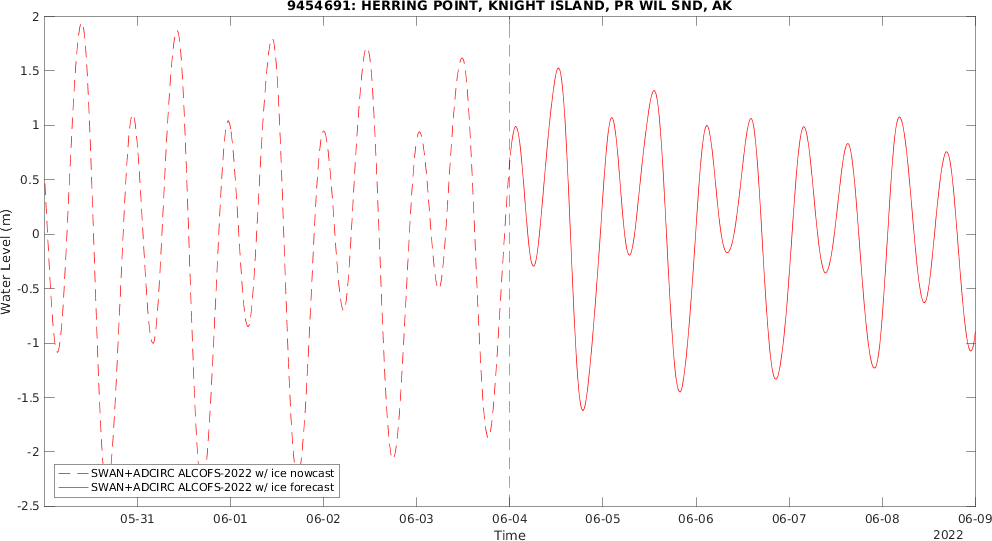 9454691: HERRING POINT, KNIGHT ISLAND, PR WIL SND, AK
2
1.5
1
0.5
0
-0.5
-1
-1.5
-2
-2.5
Water Level (m)
SWAN+ADCIRC ALCOFS-2022 w/ ice nowcast
SWAN+ADCIRC ALCOFS-2022 w/ ice forecast
05-31 06-01 06-02 06-03 06-04 06-05 06-06 06-07 06-08 06-09
Time
2022